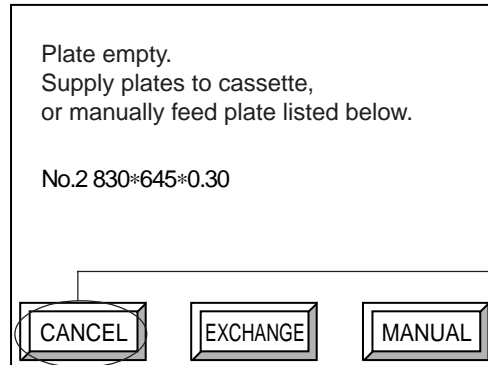 Plate empty.
Supply plates to cassette,
or manually feed plate listed below.
No.2 830*645*0.30
CANCEL EXCHANGE MANUAL